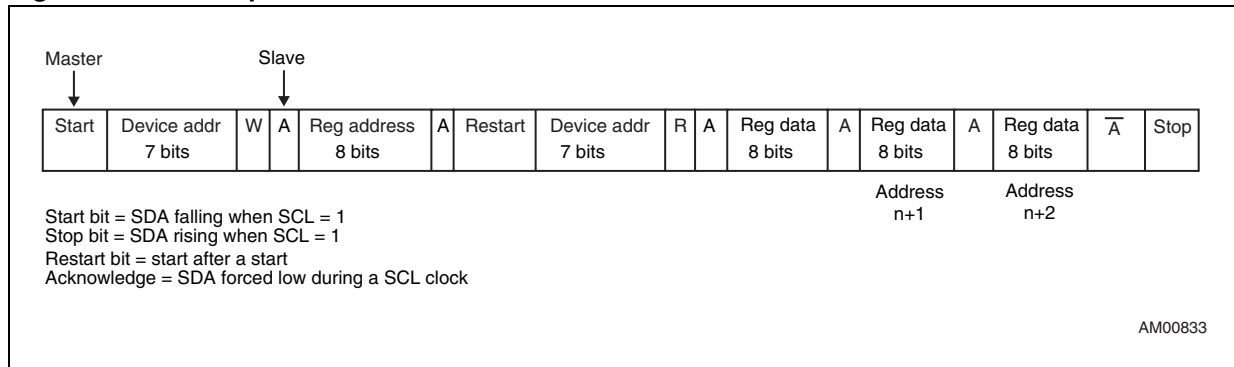 Master Slave
Start Device addr 7 bits W A Reg address 8 bits A Restart Device addr 7 bits R A Reg data 8 bits A Reg data 8 bits A Reg data 8 bits A̅ Stop
Address n+1 Address n+2
Start bit = SDA falling when SCL = 1
Stop bit = SDA rising when SCL = 1
Restart bit = start after a start
Acknowledge = SDA forced low during a SCL clock
AM00833